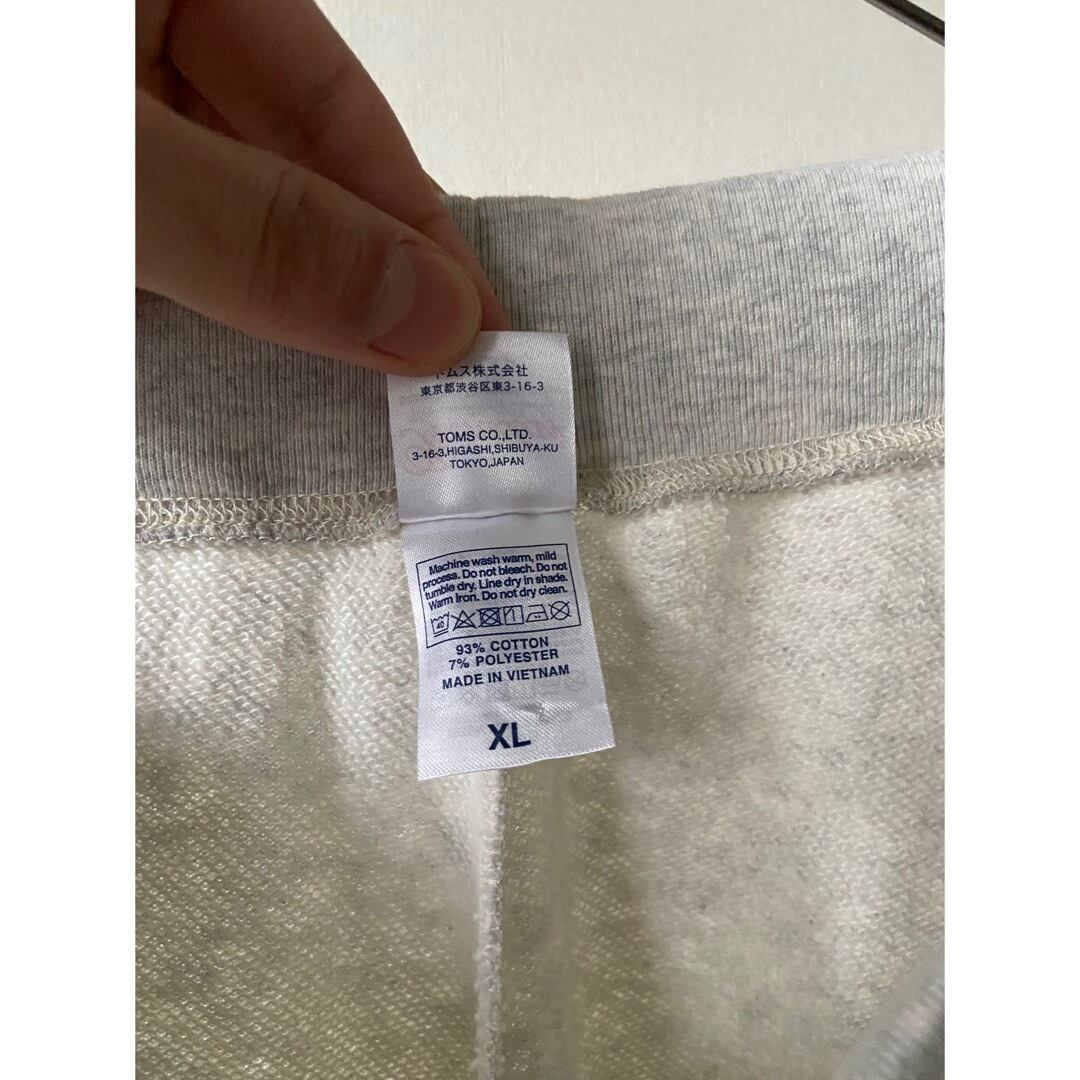 トムス株式会社
東京都渋谷区東3-16-3
TOMS CO.,LTD.
3-16-3,HIGASHI,SHIBUYA-KU
TOKYO,JAPAN
Machine wash warm, mild
process. Do not bleach. Do not
tumble dry. Line dry in shade.
Warm Iron. Do not dry clean.
40
93% COTTON
7% POLYESTER
MADE IN VIETNAM
XL